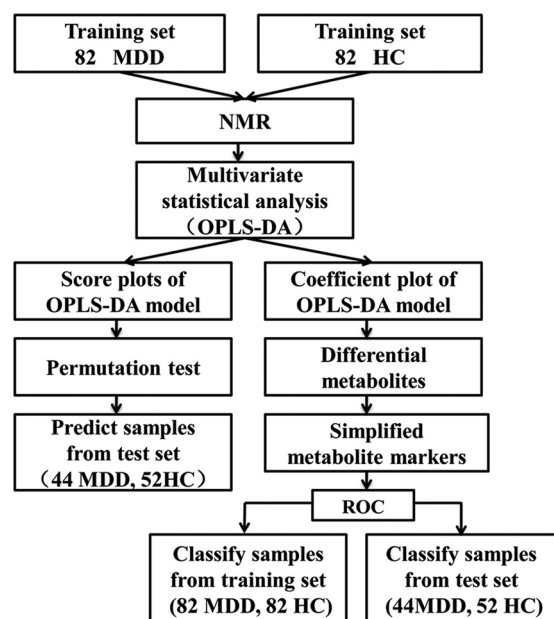 Training set
82 MDD
Training set
82 HC
NMR
Multivariate
statistical analysis
（OPLS-DA）
Score plots of
OPLS-DA model
Coefficient plot of
OPLS-DA model
Permutation test
Differential
metabolites
Predict samples
from test set
（44 MDD, 52HC）
Simplified
metabolite markers
ROC
Classify samples
from training set
(82 MDD, 82 HC)
Classify samples
from test set
(44MDD, 52 HC)